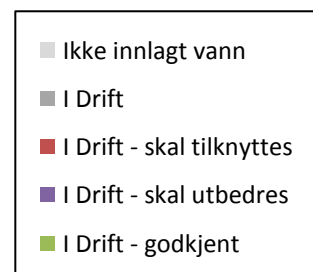 Ikke innlagt vann
I Drift
I Drift - skal tilknyttes
I Drift - skal utbedres
I Drift - godkjent